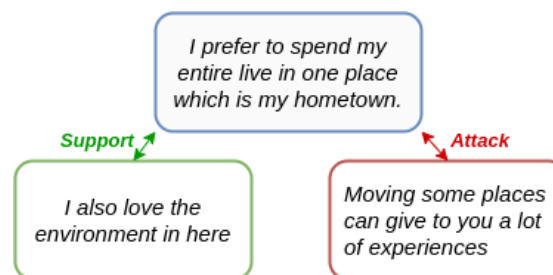 I prefer to spend my
entire live in one place
which is my hometown.
Support
Attack
I also love the
environment in here
Moving some places
can give to you a lot
of experiences